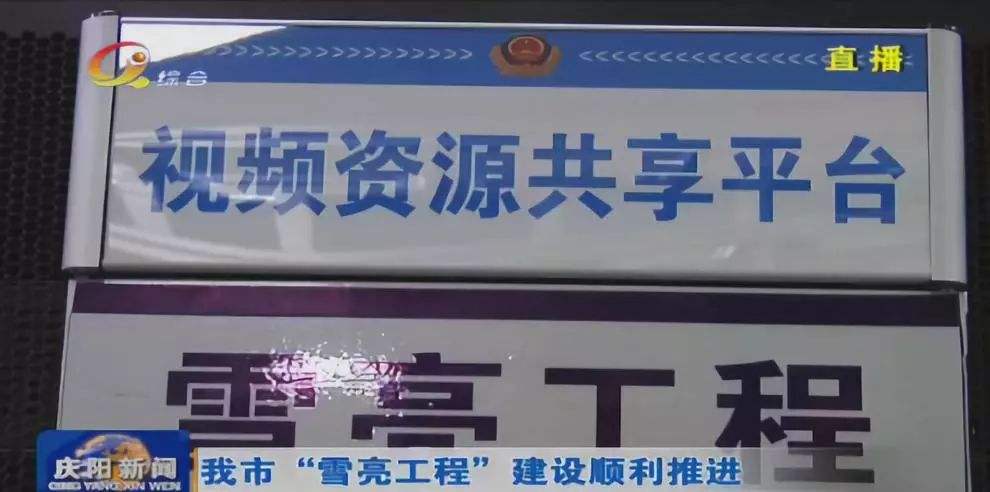 综合
直播
视频资源共享平台
雪亮工程
庆阳新闻
QING YANG XIN WEN
我市“雪亮工程”建设顺利推进